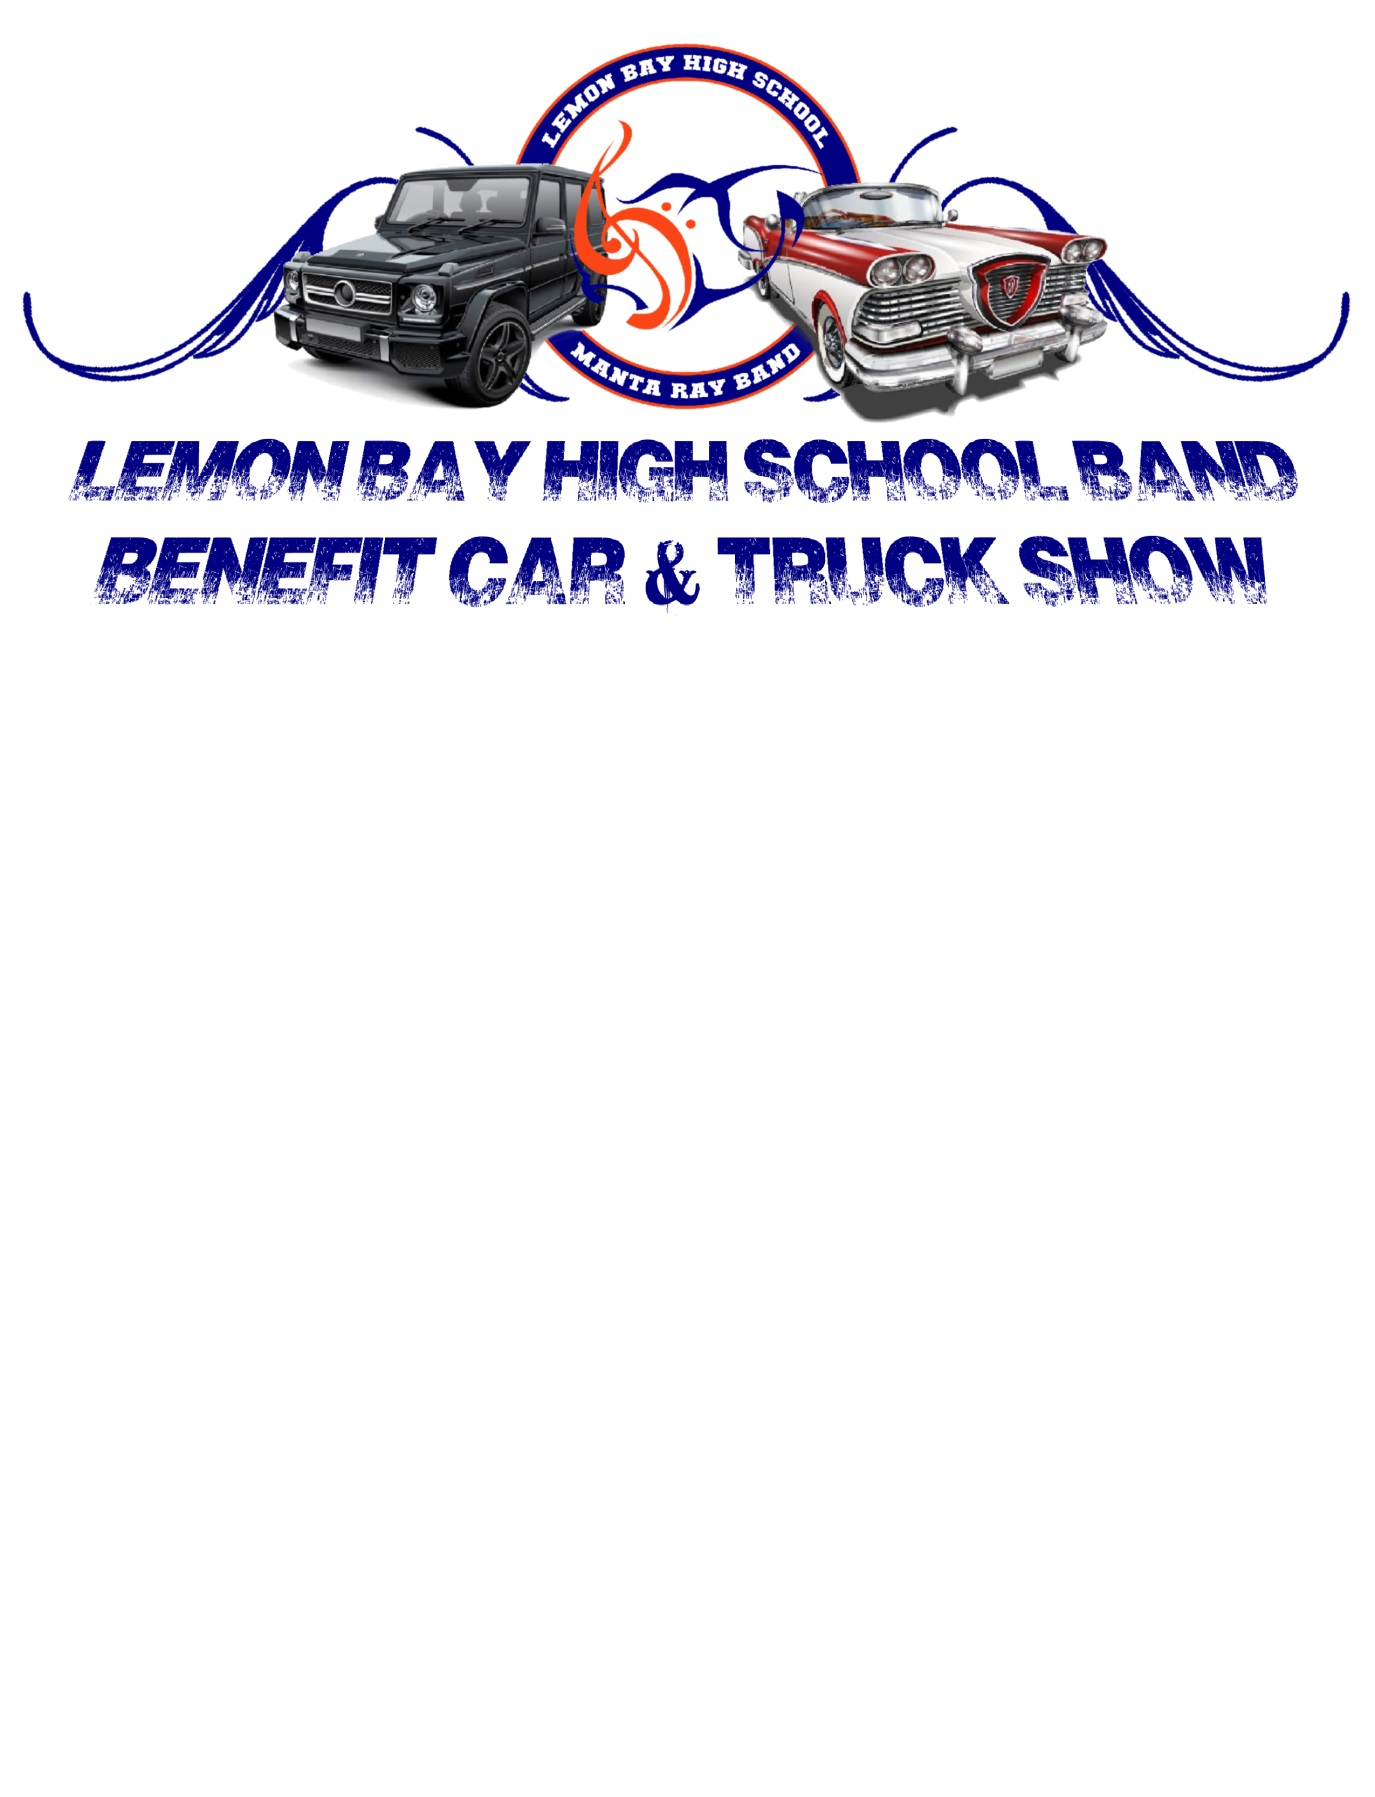 LEMON BAY HIGH SCHOOL
MANTA RAY BAND
LEMON BAY HIGH SCHOOL BAND
BENEFIT CAR & TRUCK SHOW